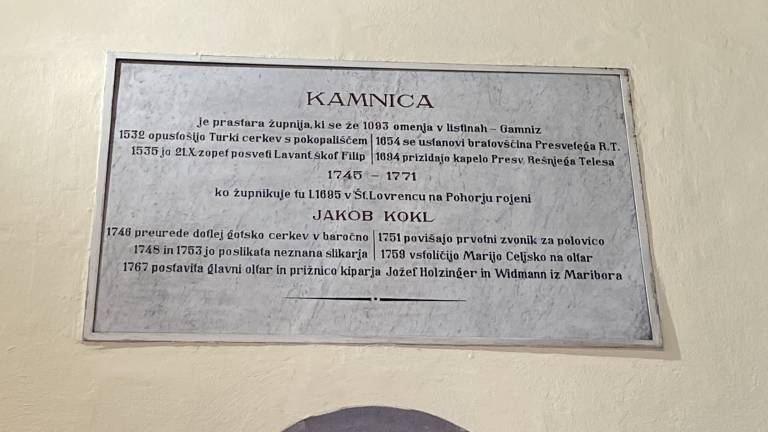 KAMNICA
je prastara župnija, ki se že 1093 omenja v listinah – Gamniz
1532 opustošijo Turki cerkev s pokopališčem | 1654 se ustanovi bratovščina Presvetega R.T.
1535 jo 21.X. zopet posveti Lavant. škof Filip | 1694 prizidajo kapelo Presv. Rešnjega Telesa
1745 – 1771
ko župnikuje tu l.1695 v Št. Lovrencu na Pohorju rojeni
JAKOB KOKL
1746 preurede dotlej gotsko cerkev v baročno | 1751 povišajo prvotni zvonik za polovico
1748 in 1753 jo poslikata neznana slikarja | 1759 vstoličijo Marijo Celjsko na oltar
1767 postavita glavni oltar in prižnico kiparja Jožef Holzinger in Widmann iz Maribora